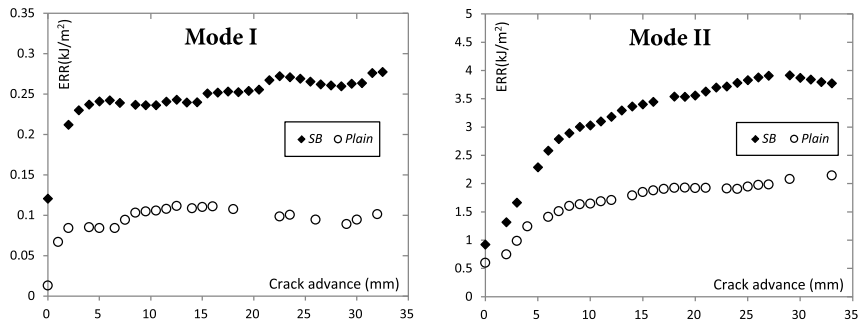 Mode I
ERR(kJ/m²)
0.35
0.3
0.25
0.2
0.15
0.1
0.05
0
SB Plain
Crack advance (mm)
0 5 10 15 20 25 30 35
Mode II
ERR(kJ/m²)
5
4.5
4
3.5
3
2.5
2
1.5
1
0.5
0
SB Plain
Crack advance (mm)
0 5 10 15 20 25 30 35